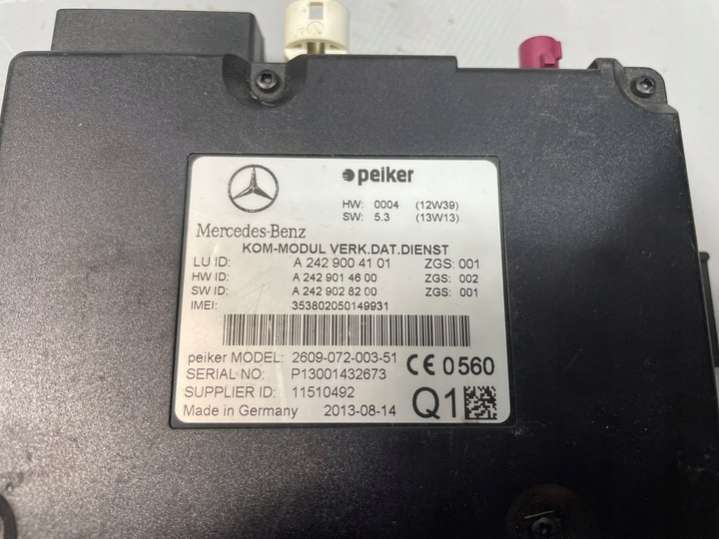 peiker
HW: 0004 (12W39)
SW: 5.3 (13W13)
Mercedes-Benz
KOM-MODUL VERK.DAT.DIENST
LU ID: A 242 900 41 01 ZGS: 001
HW ID: A 242 901 46 00 ZGS: 002
SW ID: A 242 902 82 00 ZGS: 001
IMEI: 353802050149931
peiker MODEL: 2609-072-003-51 CE 0560
SERIAL NO: P13001432673
SUPPLIER ID: 11510492
Made in Germany 2013-08-14 Q1